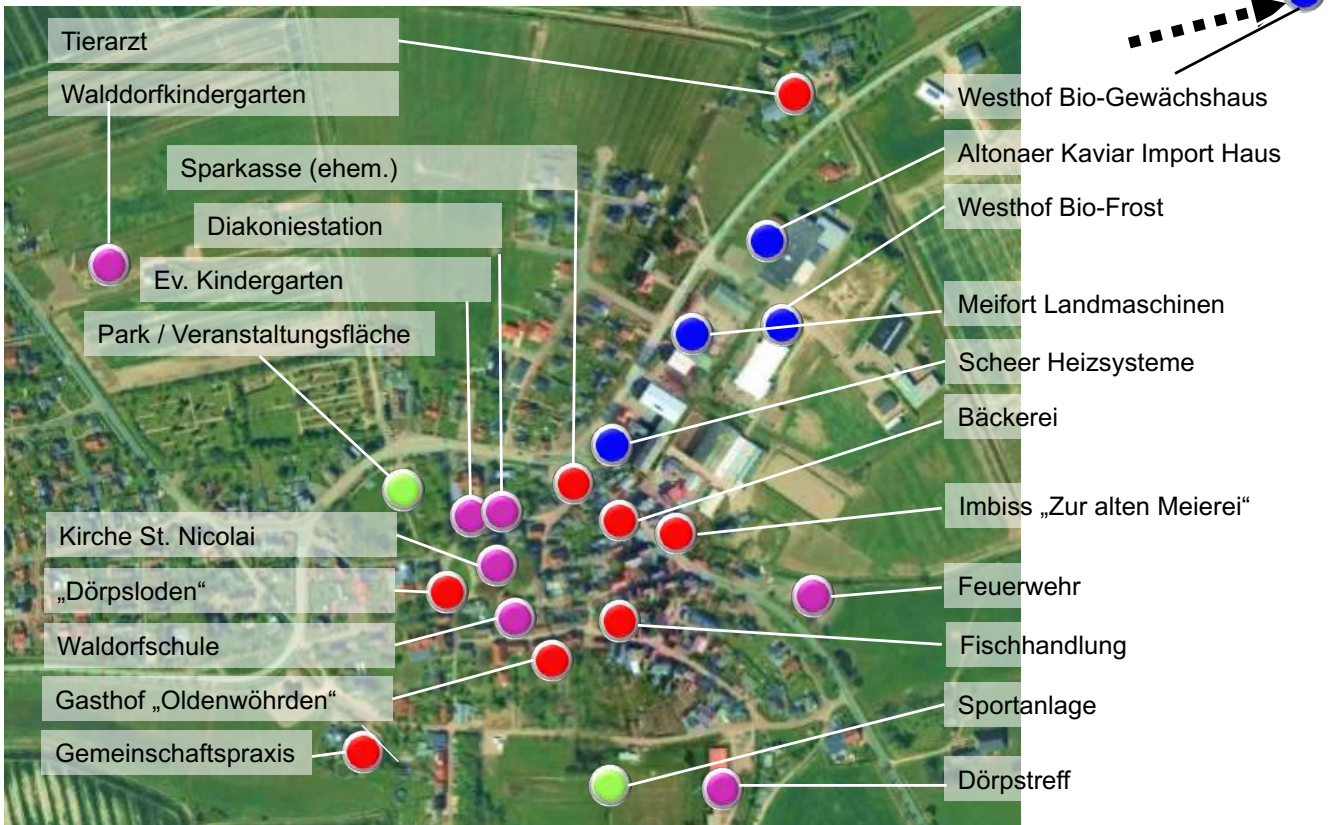 Tierarzt
Walddorfkindergarten
Sparkasse (ehem.)
Diakoniestation
Ev. Kindergarten
Park / Veranstaltungsfläche
Kirche St. Nicolai
„Dörpsloden“
Waldorfschule
Gasthof „Oldenwöhrden“
Gemeinschaftspraxis
Westhof Bio-Gewächshaus
Altonaer Kaviar Import Haus
Westhof Bio-Frost
Meifort Landmaschinen
Scheer Heizsysteme
Bäckerei
Imbiss „Zur alten Meierei“
Feuerwehr
Fischhandlung
Sportanlage
Dörpstreff